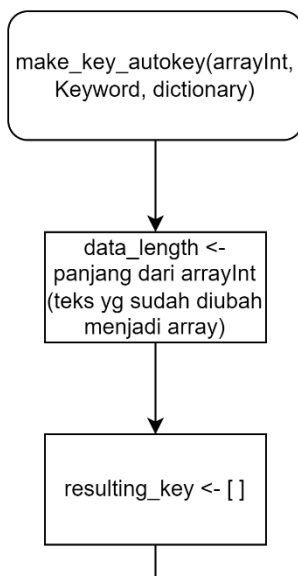 make_key_autokey(arrayInt,
Keyword, dictionary)
data_length <-
panjang dari arrayInt
(teks yg sudah diubah
menjadi array)
resulting_key <- [ ]